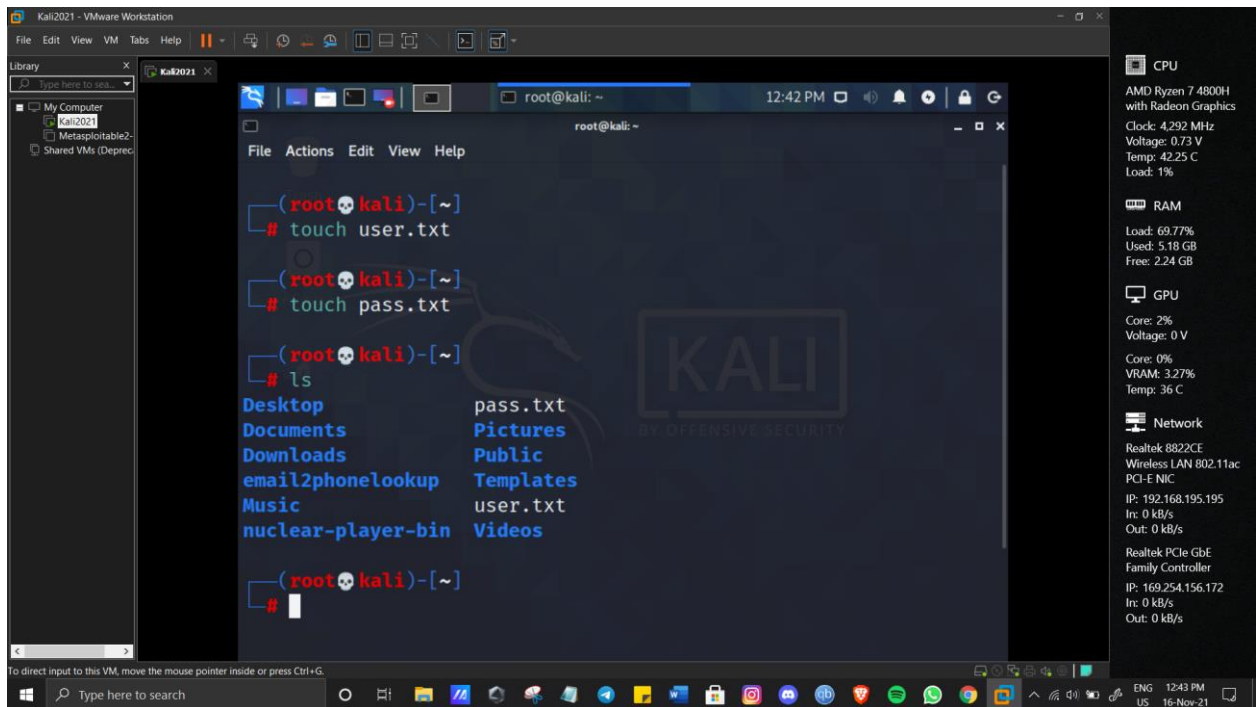 Kali2021 - VMware Workstation
File Edit View VM Tabs Help
Library
Type here to sea...
My Computer
Kali2021
Metasploitable2-
Shared VMs (Deprec
Kali2021
root@kali: ~
12:42 PM
root@kali: ~
File Actions Edit View Help
(root💀kali)-[~]
# touch user.txt
(root💀kali)-[~]
# touch pass.txt
(root💀kali)-[~]
# ls
Desktop pass.txt
Documents Pictures
Downloads Public
email2phonelookup Templates
Music user.txt
nuclear-player-bin Videos
(root💀kali)-[~]
#
KALI
BY OFFENSIVE SECURITY
To direct input to this VM, move the mouse pointer inside or press Ctrl+G.
CPU
AMD Ryzen 7 4800H
with Radeon Graphics
Clock: 4,292 MHz
Voltage: 0.73 V
Temp: 42.25 C
Load: 1%
RAM
Load: 69.77%
Used: 5.18 GB
Free: 2.24 GB
GPU
Core: 2%
Voltage: 0 V
Core: 0%
VRAM: 3.27%
Temp: 36 C
Network
Realtek 8822CE
Wireless LAN 802.11ac
PCI-E NIC
IP: 192.168.195.195
In: 0 kB/s
Out: 0 kB/s
Realtek PCIe GbE
Family Controller
IP: 169.254.156.172
In: 0 kB/s
Out: 0 kB/s
Type here to search
qb
ENG
US
12:43 PM
16-Nov-21